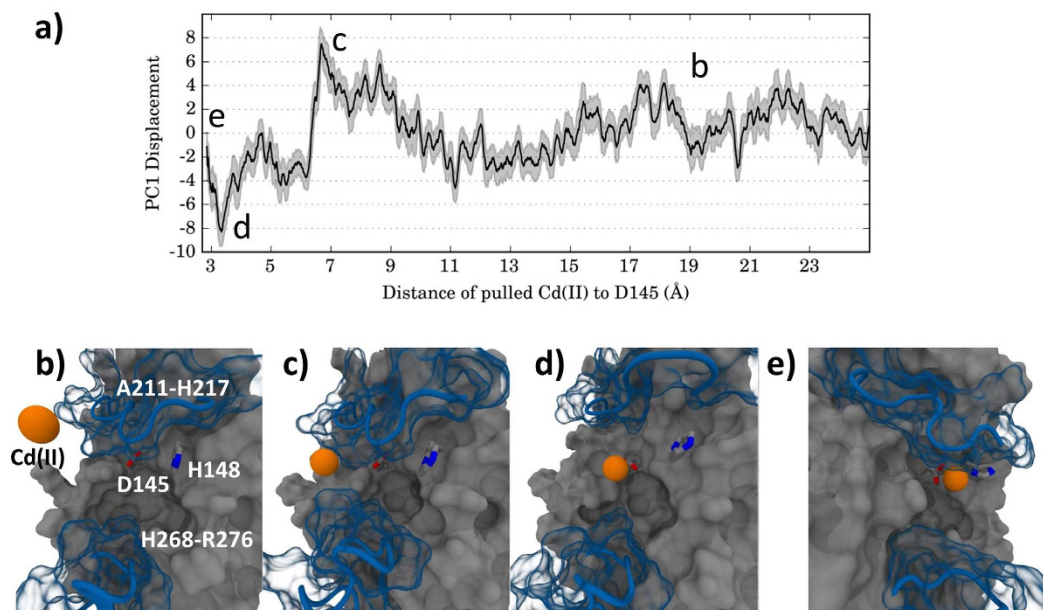 a)
8
6
4
2
0
-2
-4
-6
-8
-10
PC1 Displacement
e
d
c
b
3 5 7 9 11 13 15 17 19 21 23
Distance of pulled Cd(II) to D145 (Å)
b) c) d) e)
A211-H217
Cd(II)
H148
D145
H268-R276